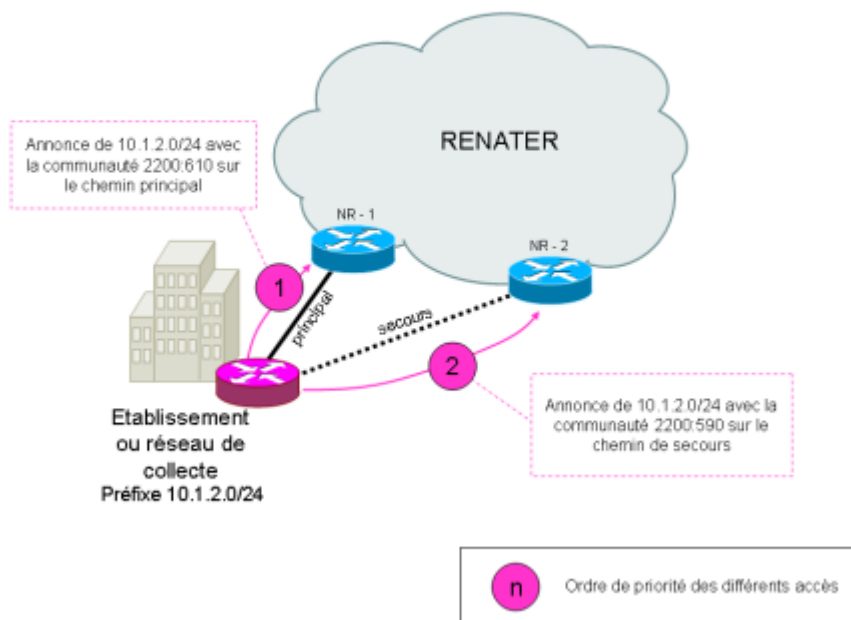 RENATER
Annonce de 10.1.2.0/24 avec
la communauté 2200:610 sur
le chemin principal
NR - 1
NR - 2
1
principal
secours
2
Etablissement
ou réseau de
collecte
Préfixe 10.1.2.0/24
Annonce de 10.1.2.0/24 avec la
communauté 2200:590 sur le
chemin de secours
n
Ordre de priorité des différents accès